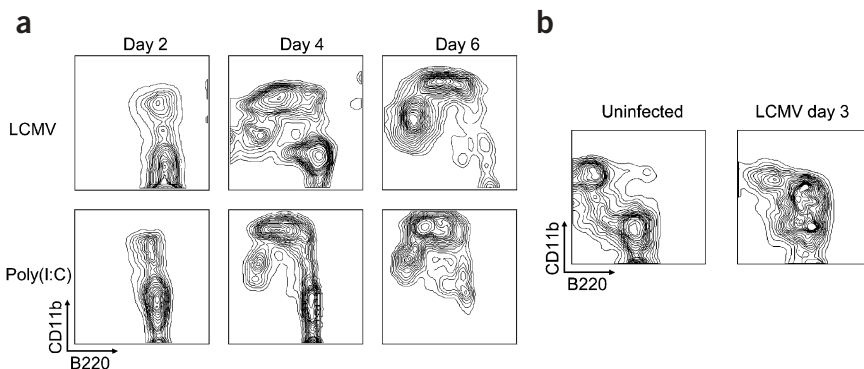 a
Day 2 Day 4 Day 6
LCMV
Poly(I:C)
CD11b
B220
b
Uninfected LCMV day 3
CD11b
B220